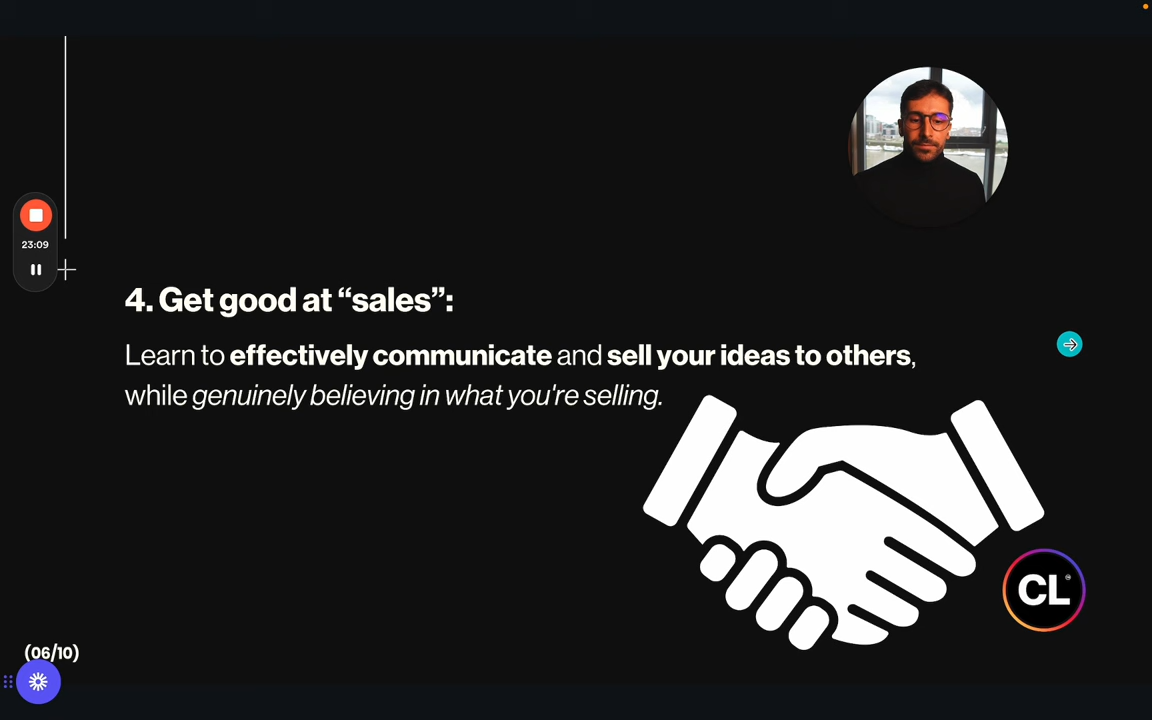 23:09
4. Get good at “sales”:
Learn to effectively communicate and sell your ideas to others,
while genuinely believing in what you're selling.
CL
(06/10)